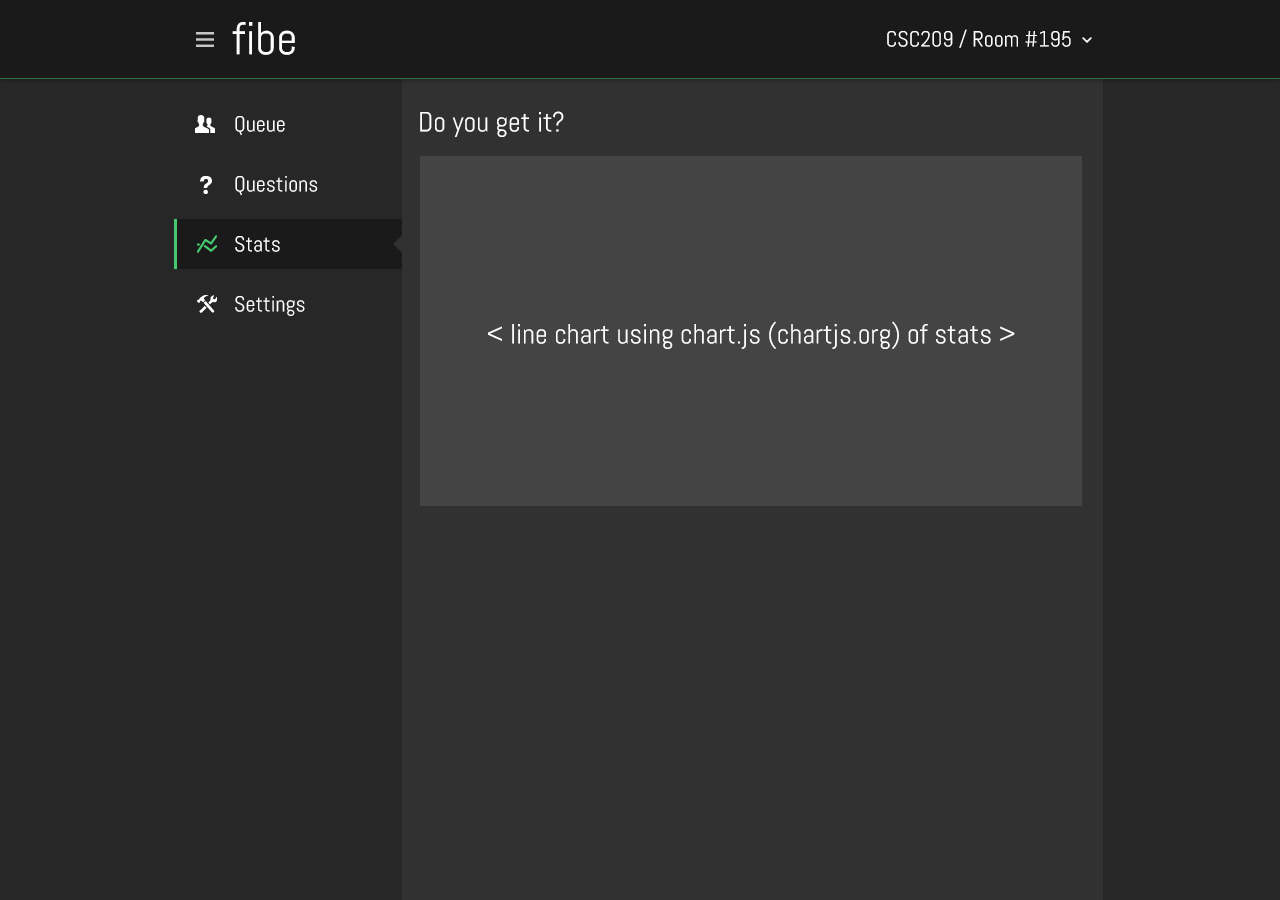 fibe
CSC209 / Room #195
Queue
Questions
Stats
Settings
Do you get it?
< line chart using chart.js (chartjs.org) of stats >